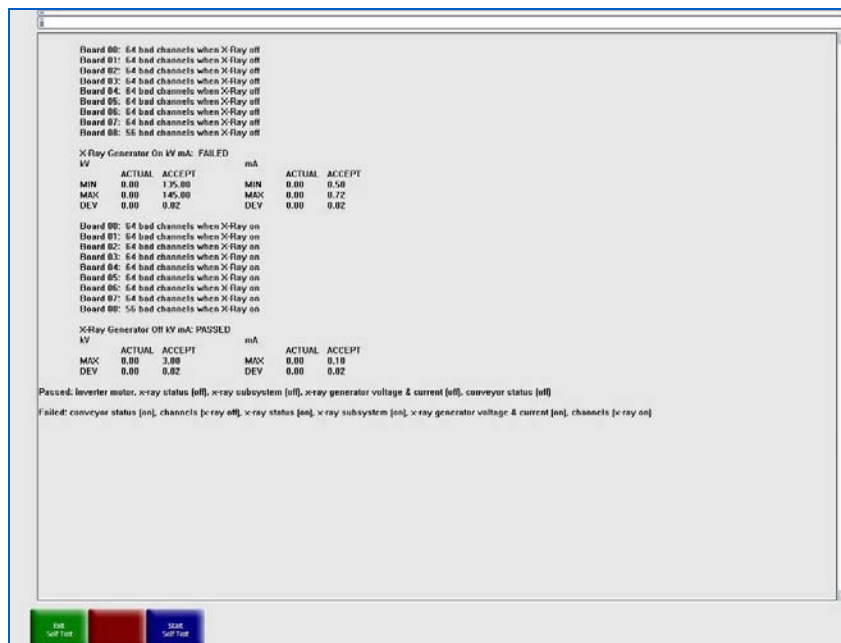 Board 00: 64 bad channels when X-Ray off
Board 01: 64 bad channels when X-Ray off
Board 02: 64 bad channels when X-Ray off
Board 03: 64 bad channels when X-Ray off
Board 04: 64 bad channels when X-Ray off
Board 05: 64 bad channels when X-Ray off
Board 06: 64 bad channels when X-Ray off
Board 07: 64 bad channels when X-Ray off
Board 08: 56 bad channels when X-Ray off
X-Ray Generator On kV mA: FAILED
kV mA
ACTUAL ACCEPT ACTUAL ACCEPT
MIN 0.00 135.00 MIN 0.00 0.50
MAX 0.00 145.00 MAX 0.00 0.72
DEV 0.00 0.02 DEV 0.00 0.02
Board 00: 64 bad channels when X-Ray on
Board 01: 64 bad channels when X-Ray on
Board 02: 64 bad channels when X-Ray on
Board 03: 64 bad channels when X-Ray on
Board 04: 64 bad channels when X-Ray on
Board 05: 64 bad channels when X-Ray on
Board 06: 64 bad channels when X-Ray on
Board 07: 64 bad channels when X-Ray on
Board 08: 56 bad channels when X-Ray on
X-Ray Generator Off kV mA: PASSED
kV mA
ACTUAL ACCEPT ACTUAL ACCEPT
MAX 0.00 3.00 MAX 0.00 0.10
DEV 0.00 0.02 DEV 0.00 0.02
Passed: inverter motor, x-ray status (off), x-ray subsystem (off), x-ray generator voltage & current (off), conveyor status (off)
Failed: conveyor status (on), channels (x-ray off), x-ray status (on), x-ray subsystem (on), x-ray generator voltage & current (on), channels (x-ray on)
Exit Start
Self Test Self Test